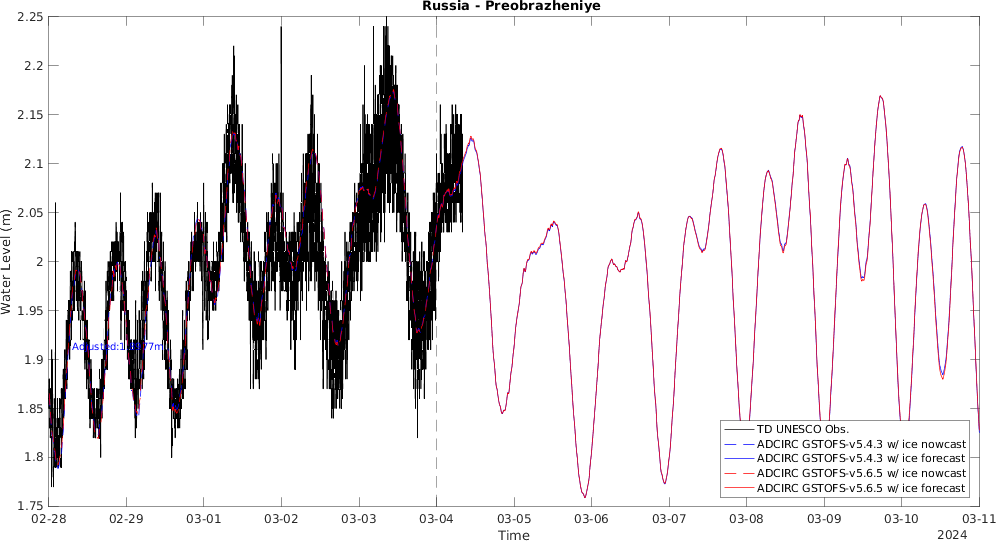 Russia - Preobrazheniye
2.25
2.2
2.15
2.1
2.05
2
1.95
1.9
1.85
1.8
1.75
Water Level (m)
TD UNESCO Obs.
ADCIRC GSTOFS-v5.4.3 w/ ice nowcast
ADCIRC GSTOFS-v5.4.3 w/ ice forecast
ADCIRC GSTOFS-v5.6.5 w/ ice nowcast
ADCIRC GSTOFS-v5.6.5 w/ ice forecast
02-28 02-29 03-01 03-02 03-03 03-04 03-05 03-06 03-07 03-08 03-09 03-10 03-11
Time
2024